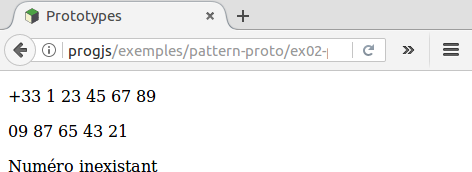 Prototypes
progjs/exemples/pattern-proto/ex02-
+33 1 23 45 67 89
09 87 65 43 21
Numéro inexistant